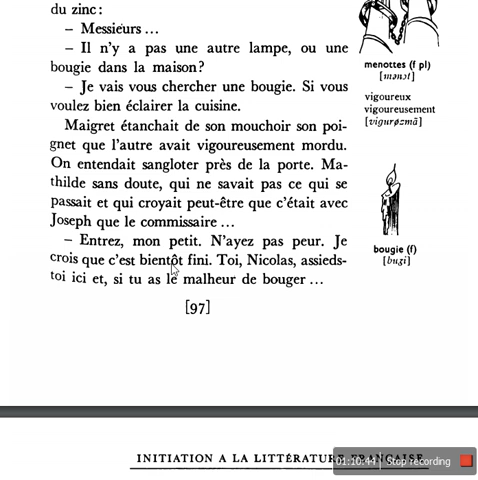 du zinc :
– Messieurs ...
– Il n'y a pas une autre lampe, ou une
bougie dans la maison?
– Je vais vous chercher une bougie. Si vous
voulez bien éclairer la cuisine.
Maigret étanchait de son mouchoir son poi-
gnet que l'autre avait vigoureusement mordu.
On entendait sangloter près de la porte. Ma-
thilde sans doute, qui ne savait pas ce qui se
passait et qui croyait peut-être que c'était avec
Joseph que le commissaire ...
– Entrez, mon petit. N'ayez pas peur. Je
crois que c'est bientôt fini. Toi, Nicolas, assieds-
toi ici et, si tu as le malheur de bouger ...
[97]
menottes (f pl)
[mənɔt]
vigoureux
vigoureusement
[vigurøzmã]
bougie (f)
[buʒi]
INITIATION A LA LITTÉRATURE FRANÇAISE
01:10:44 | Stop recording